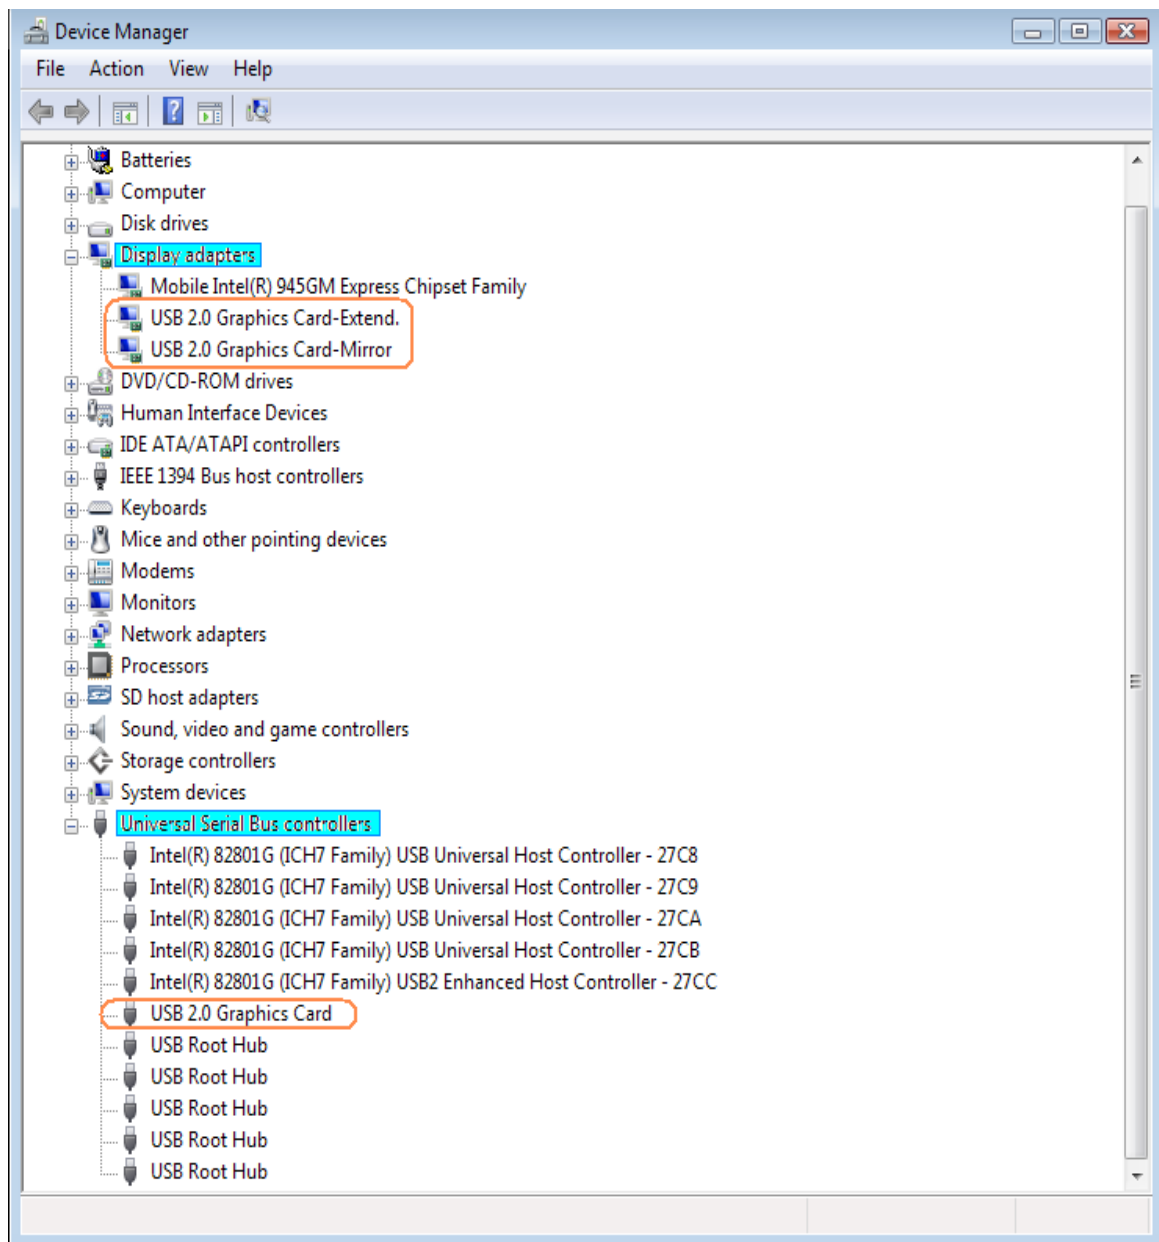 Device Manager
File Action View Help
Batteries
Computer
Disk drives
Display adapters
Mobile Intel(R) 945GM Express Chipset Family
USB 2.0 Graphics Card-Extend.
USB 2.0 Graphics Card-Mirror
DVD/CD-ROM drives
Human Interface Devices
IDE ATA/ATAPI controllers
IEEE 1394 Bus host controllers
Keyboards
Mice and other pointing devices
Modems
Monitors
Network adapters
Processors
SD host adapters
Sound, video and game controllers
Storage controllers
System devices
Universal Serial Bus controllers
Intel(R) 82801G (ICH7 Family) USB Universal Host Controller - 27C8
Intel(R) 82801G (ICH7 Family) USB Universal Host Controller - 27C9
Intel(R) 82801G (ICH7 Family) USB Universal Host Controller - 27CA
Intel(R) 82801G (ICH7 Family) USB Universal Host Controller - 27CB
Intel(R) 82801G (ICH7 Family) USB2 Enhanced Host Controller - 27CC
USB 2.0 Graphics Card
USB Root Hub
USB Root Hub
USB Root Hub
USB Root Hub
USB Root Hub